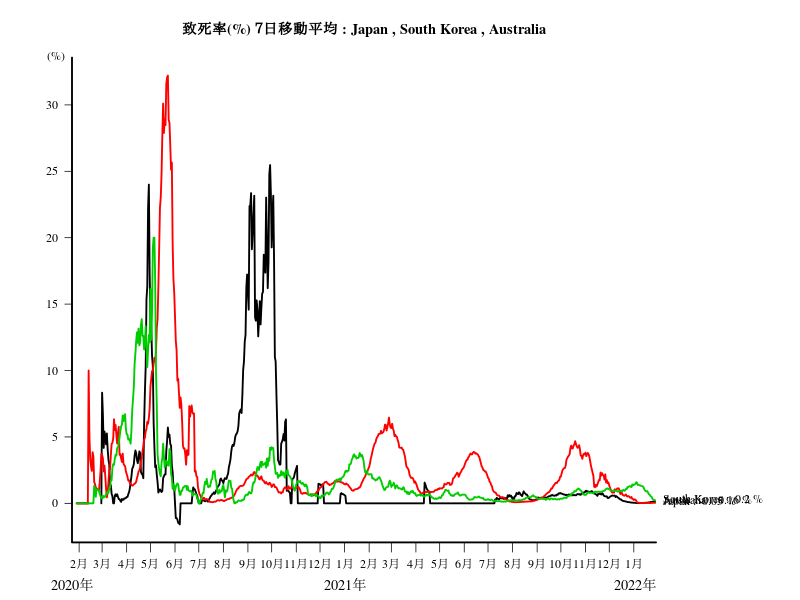 致死率(%) 7日移動平均 : Japan , South Korea , Australia
(%)
30
25
20
15
10
5
0
South Korea : 0.2 %
2月 3月 4月 5月 6月 7月 8月 9月 10月 11月 12月 1月 2月 3月 4月 5月 6月 7月 8月 9月 10月 11月 12月 1月
2020年 2021年 2022年